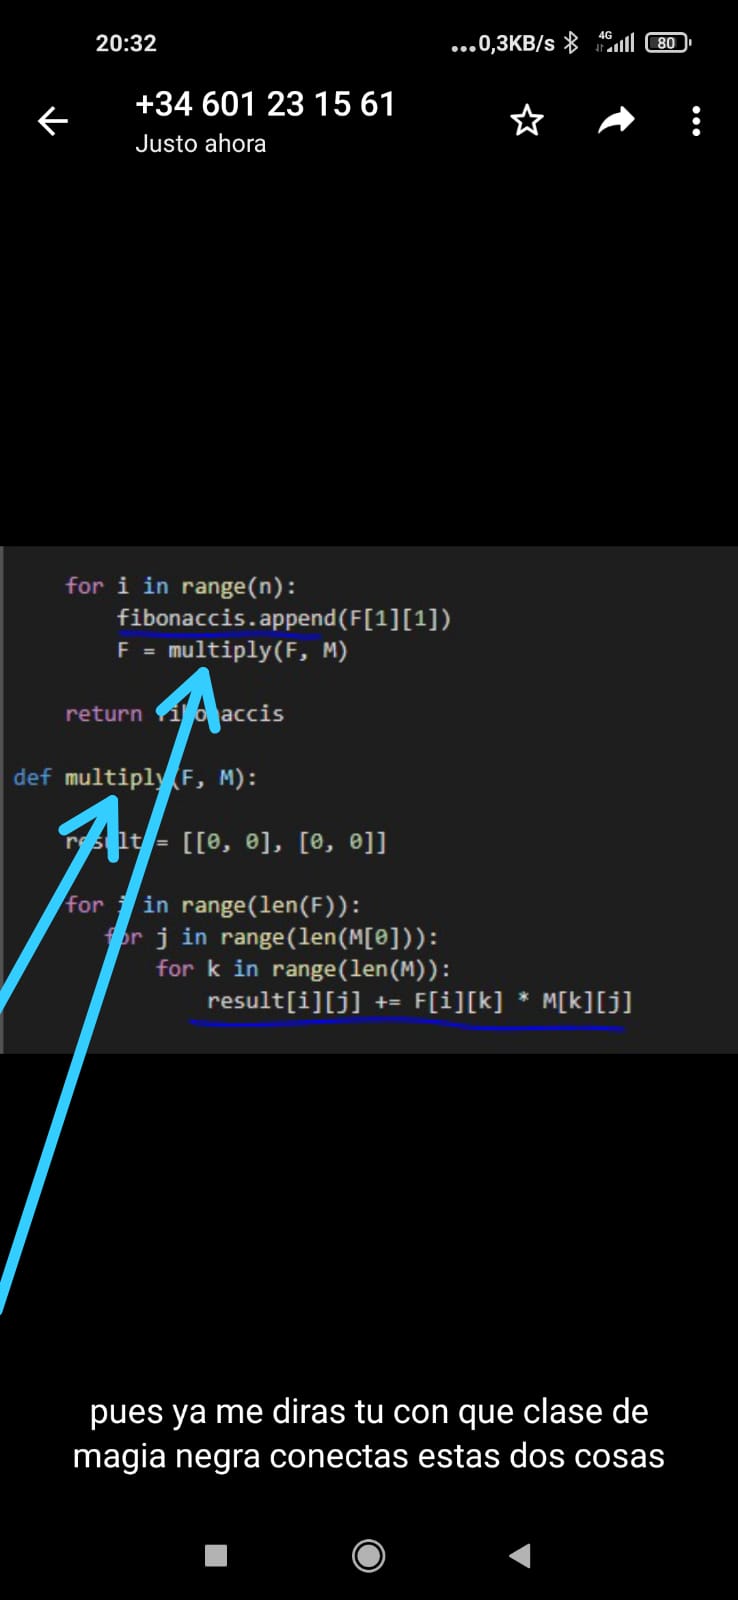 20:32 ...0,3KB/s 4G 80
+34 601 23 15 61
Justo ahora
for i in range(n):
fibonaccis.append(F[1][1])
F = multiply(F, M)
return fibonaccis
def multiply(F, M):
result = [[0, 0], [0, 0]]
for i in range(len(F)):
for j in range(len(M[0])):
for k in range(len(M)):
result[i][j] += F[i][k] * M[k][j]
pues ya me diras tu con que clase de
magia negra conectas estas dos cosas